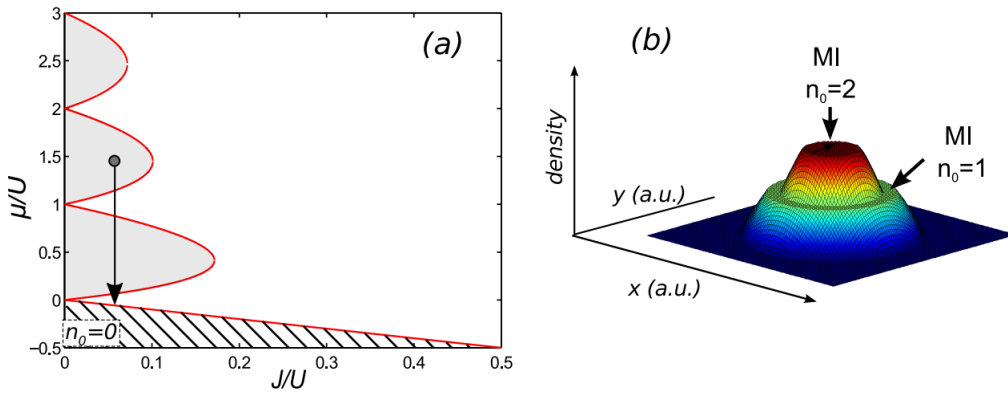 (a)
3
2.5
2
1.5
1
0.5
0
−0.5
μ/U
n₀=0
0
0.1
0.2
0.3
0.4
0.5
J/U
(b)
MI
n₀=2
MI
n₀=1
density
y (a.u.)
x (a.u.)